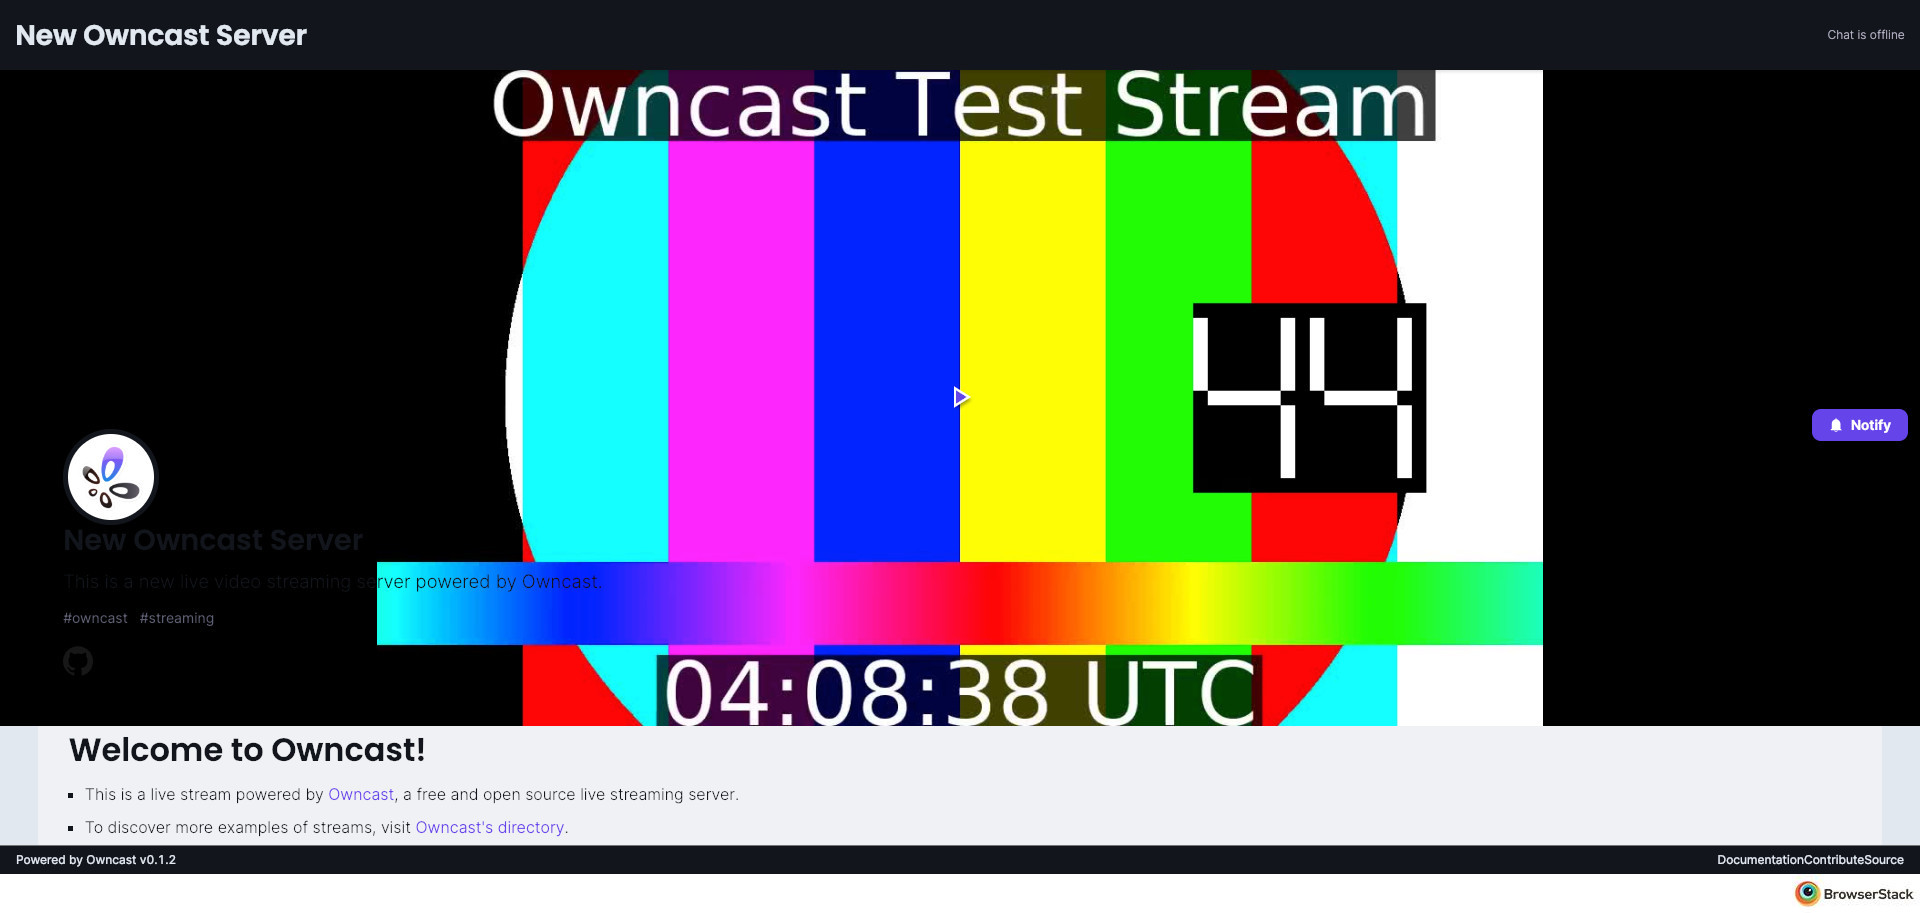 New Owncast Server
Chat is offline
Owncast Test Stream
44
Notify
New Owncast Server
This is a new live video streaming server powered by Owncast.
#owncast #streaming
04:08:38 UTC
Welcome to Owncast!
This is a live stream powered by Owncast, a free and open source live streaming server.
To discover more examples of streams, visit Owncast's directory.
Powered by Owncast v0.1.2
DocumentationContributeSource
BrowserStack